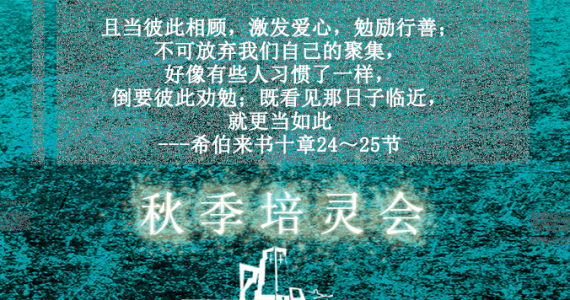 且当彼此相顾，激发爱心，勉励行善；
不可放弃我们自己的聚集，
好像有些人习惯了一样，
倒要彼此劝勉；既看见那日子临近，
就更当如此
---希伯来书十章24～25节
秋季培灵会